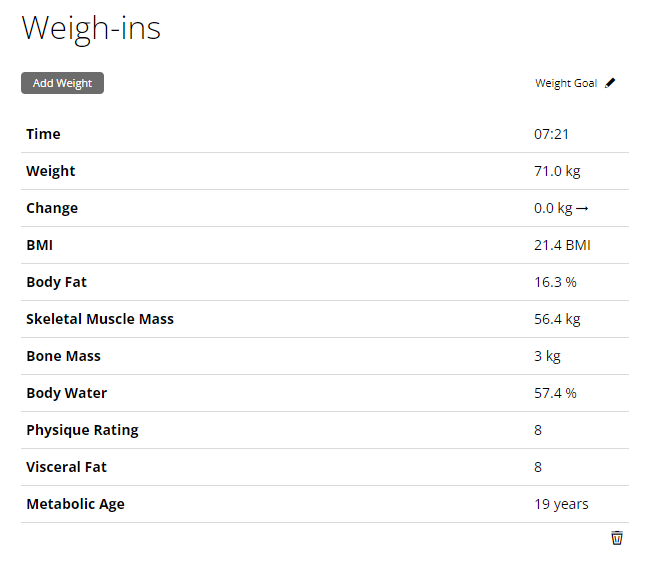 Weigh-ins
Add Weight Weight Goal
Time 07:21
Weight 71.0 kg
Change 0.0 kg →
BMI 21.4 BMI
Body Fat 16.3 %
Skeletal Muscle Mass 56.4 kg
Bone Mass 3 kg
Body Water 57.4 %
Physique Rating 8
Visceral Fat 8
Metabolic Age 19 years